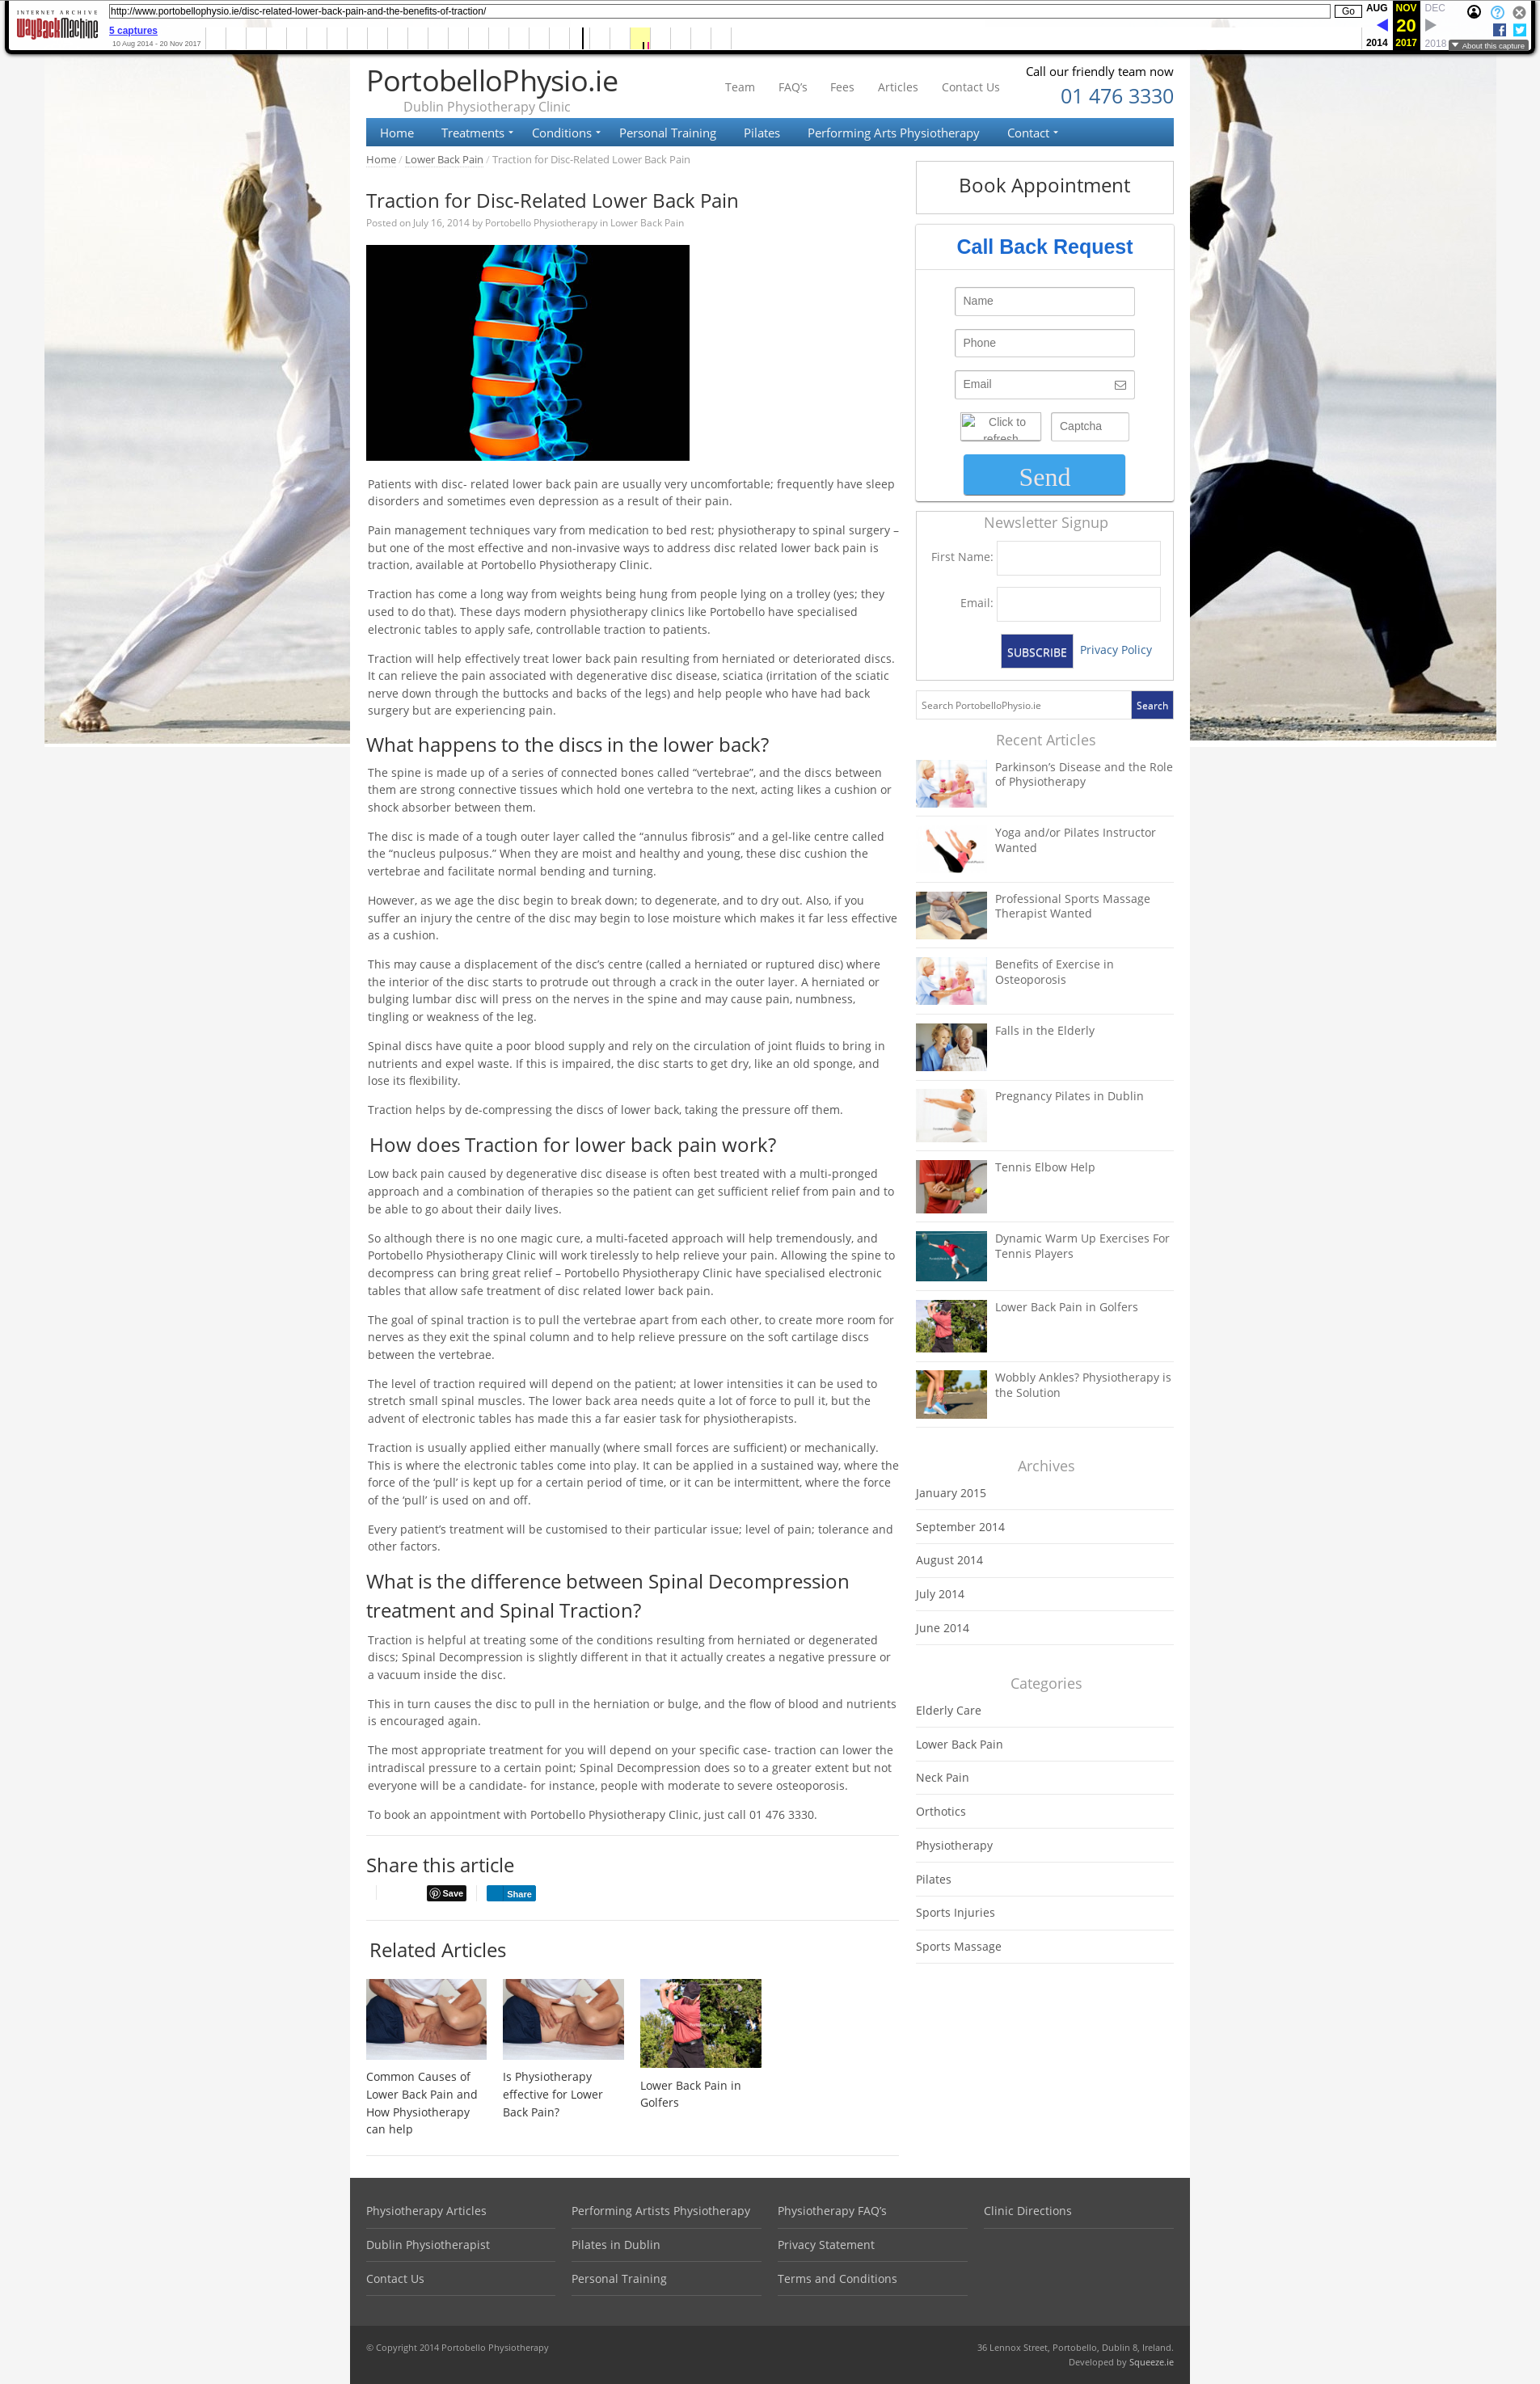 INTERNET ARCHIVE
WayBackMachine
http://www.portobellophysio.ie/disc-related-lower-back-pain-and-the-benefits-of-traction/
Go
5 captures
10 Aug 2014 - 20 Nov 2017
AUG
NOV
DEC
20
2014
2017
2018
About this capture
PortobelloPhysio.ie
Dublin Physiotherapy Clinic
Team
FAQ's
Fees
Articles
Contact Us
Call our friendly team now
01 476 3330
Home
Treatments
Conditions
Personal Training
Pilates
Performing Arts Physiotherapy
Contact
Home / Lower Back Pain / Traction for Disc-Related Lower Back Pain
Traction for Disc-Related Lower Back Pain
Posted on July 16, 2014 by Portobello Physiotherapy in Lower Back Pain
Patients with disc- related lower back pain are usually very uncomfortable; frequently have sleep
disorders and sometimes even depression as a result of their pain.
Pain management techniques vary from medication to bed rest; physiotherapy to spinal surgery –
but one of the most effective and non-invasive ways to address disc related lower back pain is
traction, available at Portobello Physiotherapy Clinic.
Traction has come a long way from weights being hung from people lying on a trolley (yes; they
used to do that). These days modern physiotherapy clinics like Portobello have specialised
electronic tables to apply safe, controllable traction to patients.
Traction will help effectively treat lower back pain resulting from herniated or deteriorated discs.
It can relieve the pain associated with degenerative disc disease, sciatica (irritation of the sciatic
nerve down through the buttocks and backs of the legs) and help people who have had back
surgery but are experiencing pain.
What happens to the discs in the lower back?
The spine is made up of a series of connected bones called “vertebrae”, and the discs between
them are strong connective tissues which hold one vertebra to the next, acting likes a cushion or
shock absorber between them.
The disc is made of a tough outer layer called the “annulus fibrosis” and a gel-like centre called
the “nucleus pulposus.” When they are moist and healthy and young, these disc cushion the
vertebrae and facilitate normal bending and turning.
However, as we age the disc begin to break down; to degenerate, and to dry out. Also, if you
suffer an injury the centre of the disc may begin to lose moisture which makes it far less effective
as a cushion.
This may cause a displacement of the disc’s centre (called a herniated or ruptured disc) where
the interior of the disc starts to protrude out through a crack in the outer layer. A herniated or
bulging lumbar disc will press on the nerves in the spine and may cause pain, numbness,
tingling or weakness of the leg.
Spinal discs have quite a poor blood supply and rely on the circulation of joint fluids to bring in
nutrients and expel waste. If this is impaired, the disc starts to get dry, like an old sponge, and
lose its flexibility.
Traction helps by de-compressing the discs of lower back, taking the pressure off them.
How does Traction for lower back pain work?
Low back pain caused by degenerative disc disease is often best treated with a multi-pronged
approach and a combination of therapies so the patient can get sufficient relief from pain and to
be able to go about their daily lives.
So although there is no one magic cure, a multi-faceted approach will help tremendously, and
Portobello Physiotherapy Clinic will work tirelessly to help relieve your pain. Allowing the spine to
decompress can bring great relief – Portobello Physiotherapy Clinic have specialised electronic
tables that allow safe treatment of disc related lower back pain.
The goal of spinal traction is to pull the vertebrae apart from each other, to create more room for
nerves as they exit the spinal column and to help relieve pressure on the soft cartilage discs
between the vertebrae.
The level of traction required will depend on the patient; at lower intensities it can be used to
stretch small spinal muscles. The lower back area needs quite a lot of force to pull it, but the
advent of electronic tables has made this a far easier task for physiotherapists.
Traction is usually applied either manually (where small forces are sufficient) or mechanically.
This is where the electronic tables come into play. It can be applied in a sustained way, where the
force of the ‘pull’ is kept up for a certain period of time, or it can be intermittent, where the force
of the ‘pull’ is used on and off.
Every patient’s treatment will be customised to their particular issue; level of pain; tolerance and
other factors.
What is the difference between Spinal Decompression
treatment and Spinal Traction?
Traction is helpful at treating some of the conditions resulting from herniated or degenerated
discs; Spinal Decompression is slightly different in that it actually creates a negative pressure or
a vacuum inside the disc.
This in turn causes the disc to pull in the herniation or bulge, and the flow of blood and nutrients
is encouraged again.
The most appropriate treatment for you will depend on your specific case- traction can lower the
intradiscal pressure to a certain point; Spinal Decompression does so to a greater extent but not
everyone will be a candidate- for instance, people with moderate to severe osteoporosis.
To book an appointment with Portobello Physiotherapy Clinic, just call 01 476 3330.
Share this article
Save
Share
Related Articles
Common Causes of
Lower Back Pain and
How Physiotherapy
can help
Is Physiotherapy
effective for Lower
Back Pain?
Lower Back Pain in
Golfers
Book Appointment
Call Back Request
Name
Phone
Email
Click to
refresh
Captcha
Send
Newsletter Signup
First Name:
Email:
SUBSCRIBE
Privacy Policy
Search PortobelloPhysio.ie
Search
Recent Articles
Parkinson’s Disease and the Role
of Physiotherapy
Yoga and/or Pilates Instructor
Wanted
Professional Sports Massage
Therapist Wanted
Benefits of Exercise in
Osteoporosis
Falls in the Elderly
Pregnancy Pilates in Dublin
Tennis Elbow Help
Dynamic Warm Up Exercises For
Tennis Players
Lower Back Pain in Golfers
Wobbly Ankles? Physiotherapy is
the Solution
Archives
January 2015
September 2014
August 2014
July 2014
June 2014
Categories
Elderly Care
Lower Back Pain
Neck Pain
Orthotics
Physiotherapy
Pilates
Sports Injuries
Sports Massage
Physiotherapy Articles
Performing Artists Physiotherapy
Physiotherapy FAQ’s
Clinic Directions
Dublin Physiotherapist
Pilates in Dublin
Privacy Statement
Contact Us
Personal Training
Terms and Conditions
© Copyright 2014 Portobello Physiotherapy
36 Lennox Street, Portobello, Dublin 8, Ireland.
Developed by Squeeze.ie